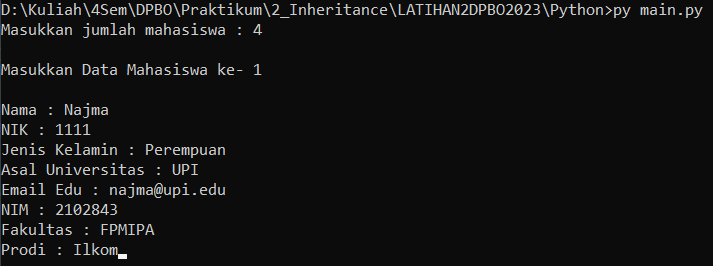 D:\Kuliah\4Sem\DPBO\Praktikum\2_Inheritance\LATIHAN2DPBO2023\Python>py main.py
Masukkan jumlah mahasiswa : 4
Masukkan Data Mahasiswa ke- 1
Nama : Najma
NIK : 1111
Jenis Kelamin : Perempuan
Asal Universitas : UPI
Email Edu : najma@upi.edu
NIM : 2102843
Fakultas : FPMIPA
Prodi : Ilkom